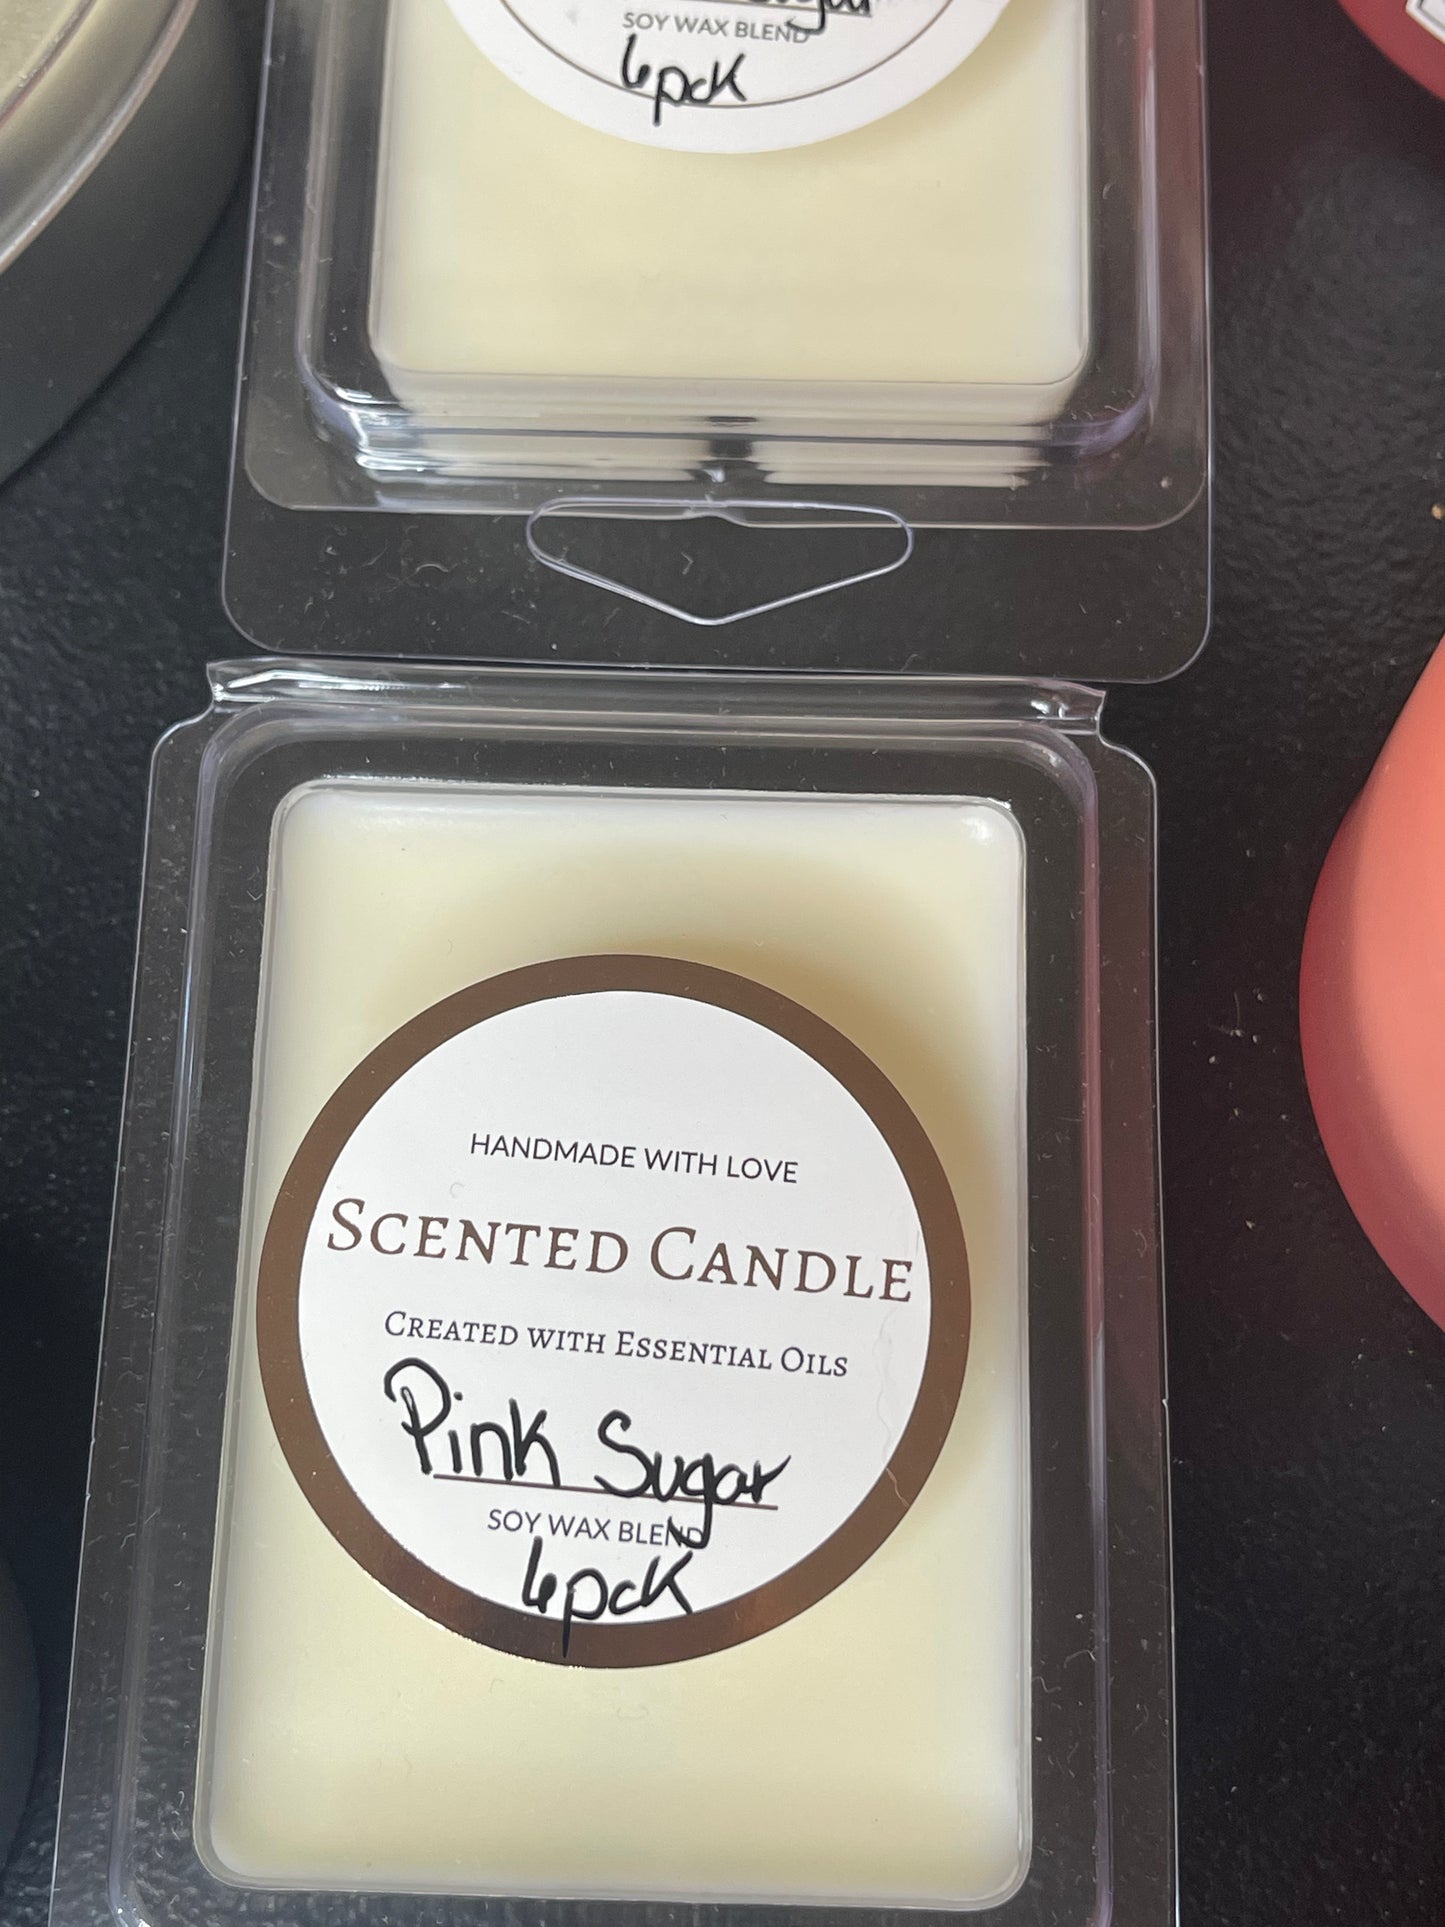 Sugar
SOY WAX BLEND
6pck
HANDMADE WITH LOVE
SCENTED CANDLE
CREATED WITH ESSENTIAL OILS
Pink Sugar
SOY WAX BLEND
6pck